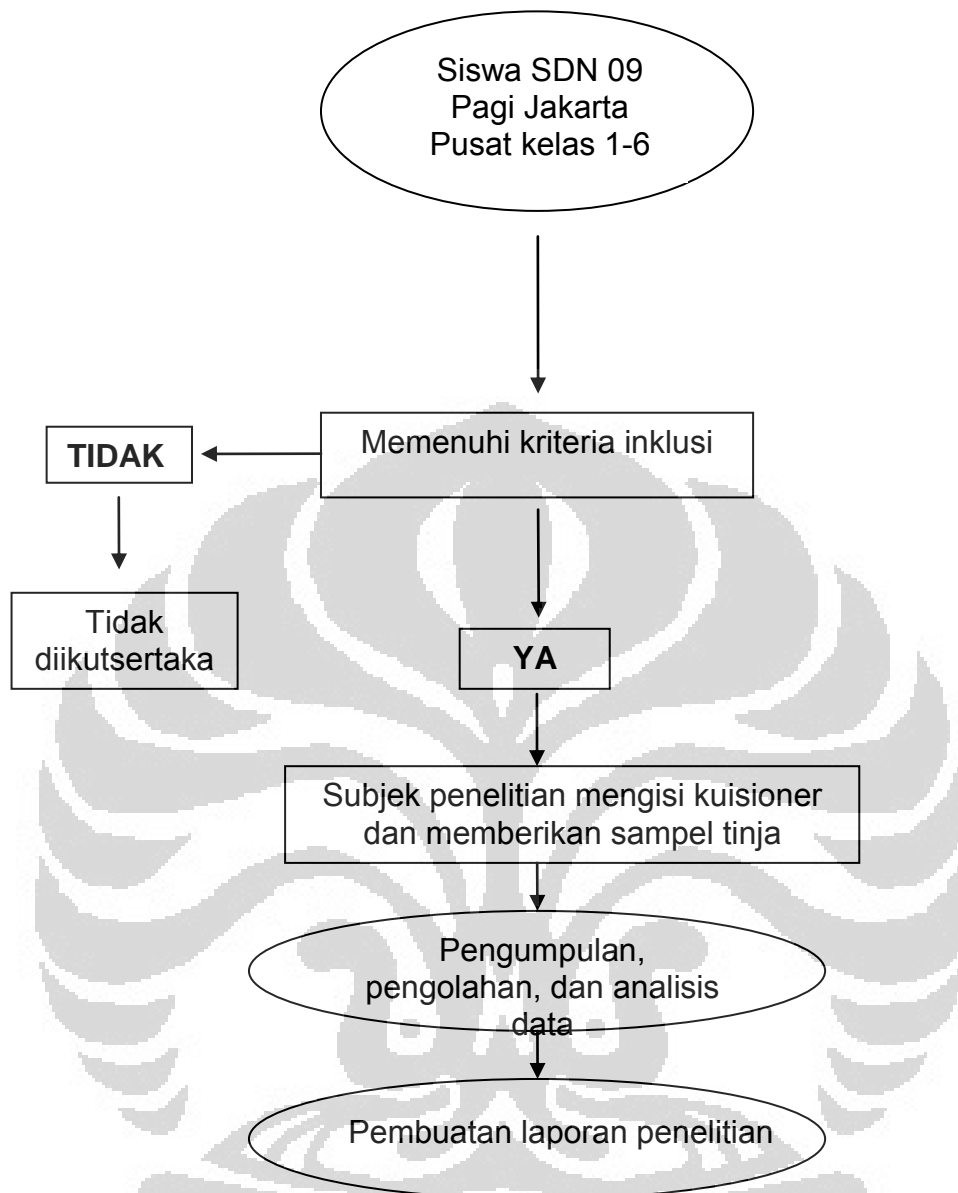 Siswa SDN 09
Pagi Jakarta
Pusat kelas 1-6
Memenuhi kriteria inklusi
TIDAK
Tidak
diikutsertaka
YA
Subjek penelitian mengisi kuisioner
dan memberikan sampel tinja
Pengumpulan,
pengolahan, dan analisis
data
Pembuatan laporan penelitian